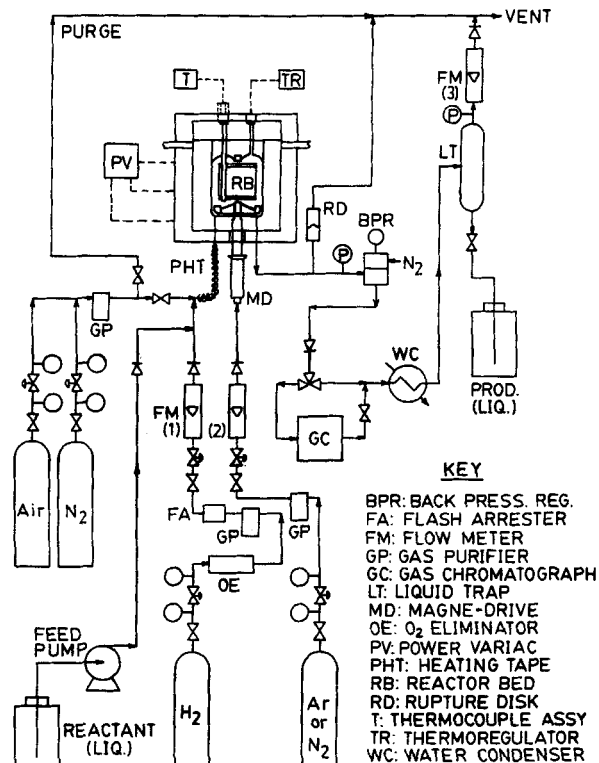 PURGE
VENT
FM
(3)
P
T
TR
LT
PV
RB
RD
BPR
P
N2
PHT
MD
GP
WC
PROD.
(LIQ.)
FM
(1)
(2)
GC
Air
N2
FA
GP
GP
OE
FEED
PUMP
H2
Ar
or
N2
REACTANT
(LIQ.)
KEY
BPR: BACK PRESS. REG.
FA: FLASH ARRESTER
FM: FLOW METER
GP: GAS PURIFIER
GC: GAS CHROMATOGRAPH
LT: LIQUID TRAP
MD: MAGNE-DRIVE
OE: O2 ELIMINATOR
PV: POWER VARIAC
PHT: HEATING TAPE
RB: REACTOR BED
RD: RUPTURE DISK
T: THERMOCOUPLE ASSY
TR: THERMOREGULATOR
WC: WATER CONDENSER